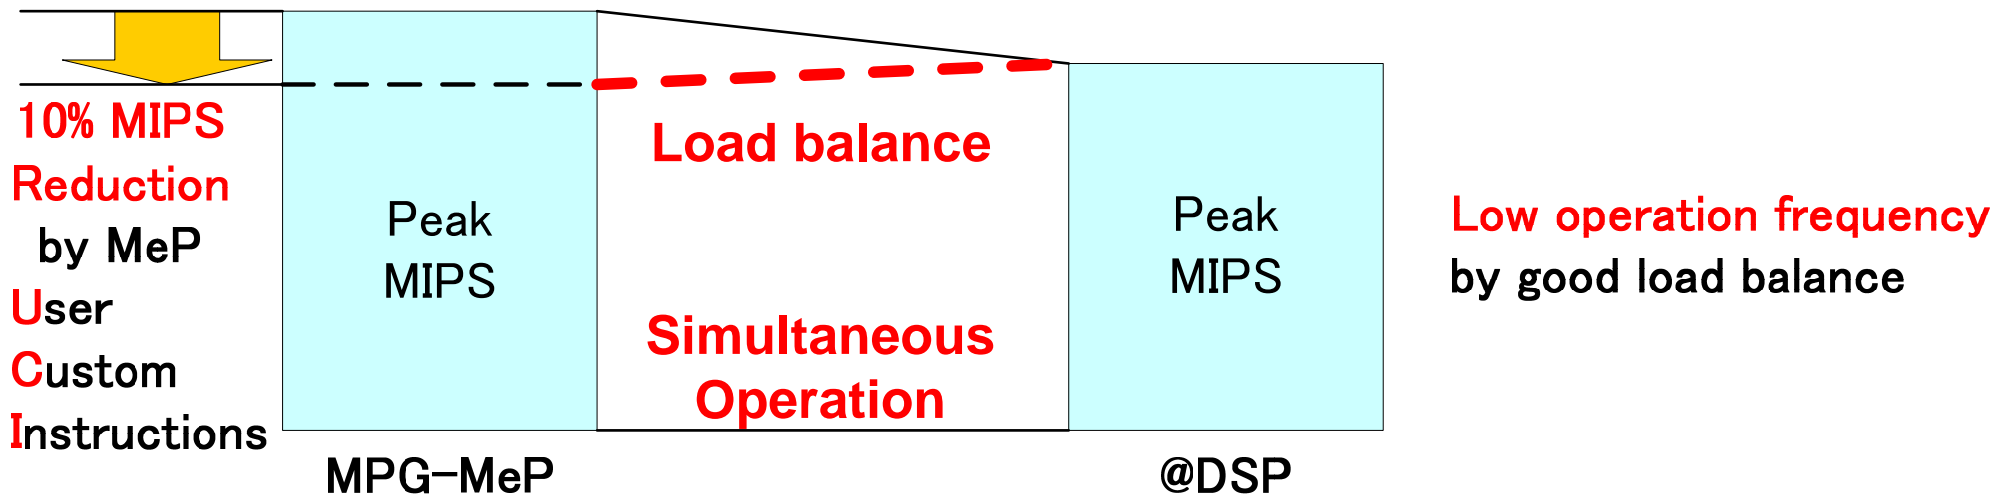 10% MIPS
Reduction
by MeP
User
Custom
Instructions
Peak
MIPS
MPG-MeP
Load balance
Simultaneous
Operation
Peak
MIPS
@DSP
Low operation frequency
by good load balance